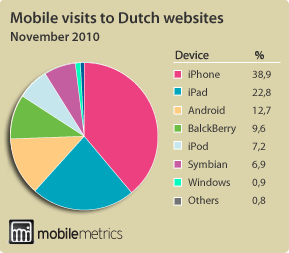 Mobile visits to Dutch websites
November 2010
Device %
iPhone 38,9
iPad 22,8
Android 12,7
BalckBerry 9,6
iPod 7,2
Symbian 6,9
Windows 0,9
Others 0,8
m mobilemetrics